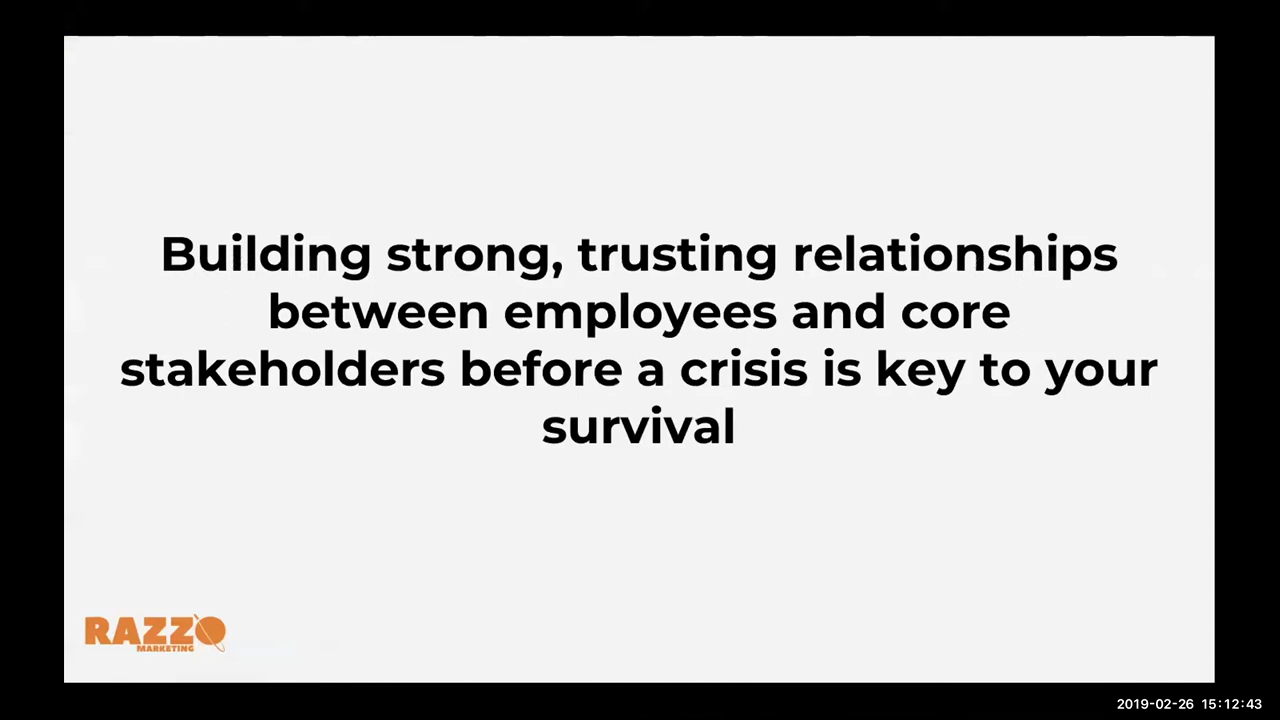 Building strong, trusting relationships
between employees and core
stakeholders before a crisis is key to your
survival
RAZZO
MARKETING
2019-02-26 15:12:43